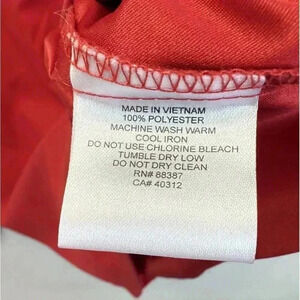 MADE IN VIETNAM
100% POLYESTER
MACHINE WASH WARM
COOL IRON
DO NOT USE CHLORINE BLEACH
TUMBLE DRY LOW
DO NOT DRY CLEAN
RN# 88387
CA# 40312